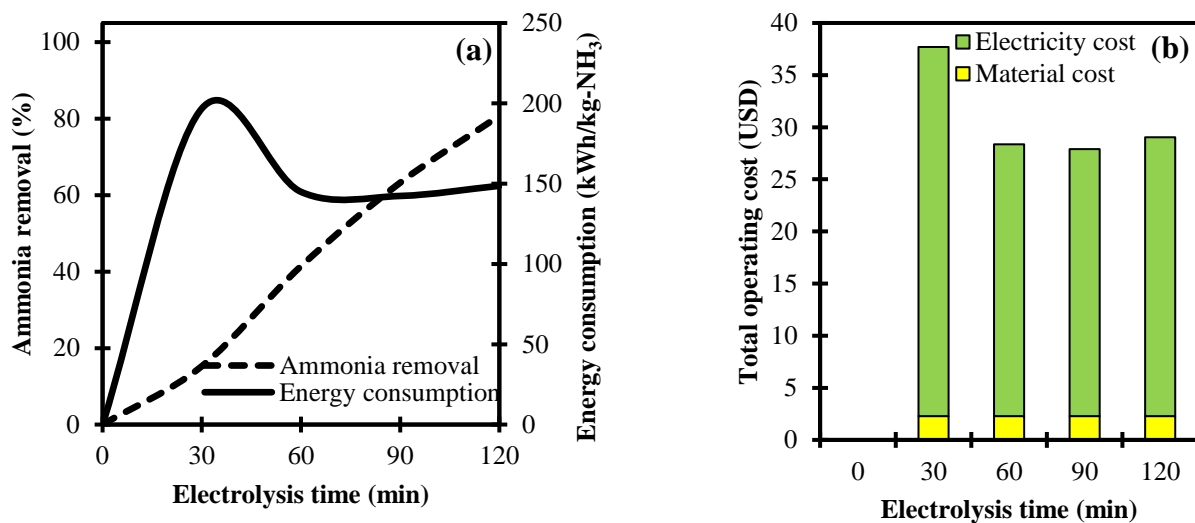 (a)
100
80
60
40
20
0
Ammonia removal (%)
250
200
150
100
50
0
Energy consumption (kWh/kg-NH₃)
Ammonia removal
Energy consumption
0 30 60 90 120
Electrolysis time (min)
(b)
Electricity cost
Material cost
40
35
30
25
20
15
10
5
0
Total operating cost (USD)
0 30 60 90 120
Electrolysis time (min)